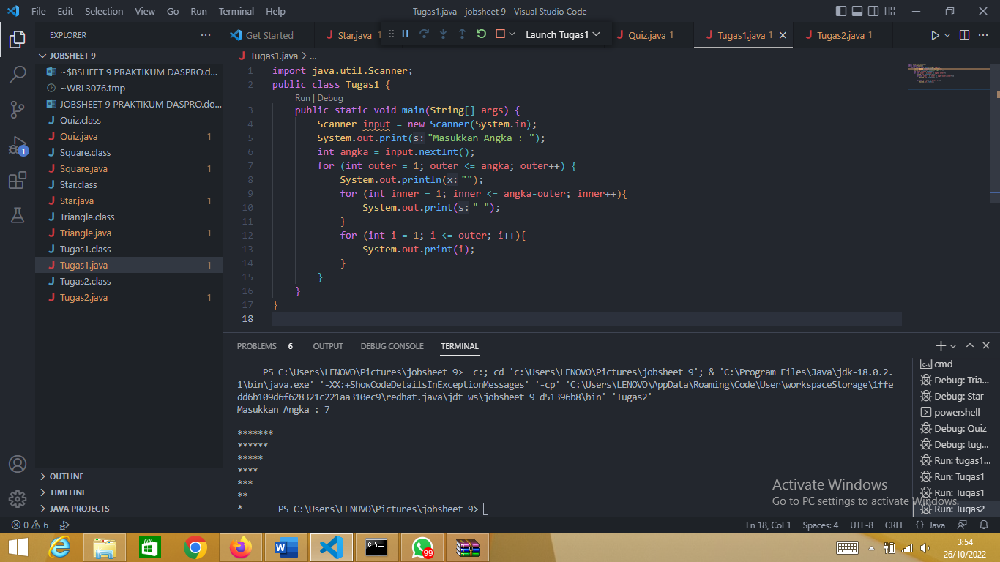 File Edit Selection View Go Run Terminal Help
Tugas1.java - jobsheet 9 - Visual Studio Code
EXPLORER
Get Started
Star.java 1
Launch Tugas1
Quiz.java 1
Tugas1.java 1
Tugas2.java 1
JOBSHEET 9
~$BSHEET 9 PRAKTIKUM DASPRO.d...
~WRL3076.tmp
JOBSHEET 9 PRAKTIKUM DASPRO.do...
Quiz.class
Quiz.java 1
Square.class
Square.java 1
Star.class
Star.java 1
Triangle.class
Triangle.java 1
Tugas1.class
Tugas1.java 1
Tugas2.class
Tugas2.java 1
OUTLINE
TIMELINE
JAVA PROJECTS
1
Tugas1.java > ...
1 import java.util.Scanner;
2 public class Tugas1 {
Run | Debug
3 public static void main(String[] args) {
4 Scanner input = new Scanner(System.in);
5 System.out.print(s:"Masukkan Angka : ");
6 int angka = input.nextInt();
7 for (int outer = 1; outer <= angka; outer++) {
8 System.out.println(x:"");
9 for (int inner = 1; inner <= angka-outer; inner++){
10 System.out.print(s:" ");
11 }
12 for (int i = 1; i <= outer; i++){
13 System.out.print(i);
14 }
15 }
16 }
17 }
18
PROBLEMS 6 OUTPUT DEBUG CONSOLE TERMINAL
PS C:\Users\LENOVO\Pictures\jobsheet 9> c:; cd 'c:\Users\LENOVO\Pictures\jobsheet 9'; & 'C:\Program Files\Java\jdk-18.0.2.
1\bin\java.exe' '-XX:+ShowCodeDetailsInExceptionMessages' '-cp' 'C:\Users\LENOVO\AppData\Roaming\Code\User\workspaceStorage\1ffe
dd6b109d6f628321c221aa310ec9\redhat.java\jdt_ws\jobsheet 9_d51396b8\bin' 'Tugas2'
Masukkan Angka : 7
*******
******
*****
****
***
**
* PS C:\Users\LENOVO\Pictures\jobsheet 9>
cmd
Debug: Tria...
Debug: Star
powershell
Debug: Quiz
Debug: tug...
Run: tugas1...
Run: Tugas1
Run: Tugas1
Run: Tugas2
Activate Windows
Go to PC settings to activate Windows.
0 6
Ln 18, Col 1 Spaces: 4 UTF-8 CRLF {} Java
99
3:54
26/10/2022